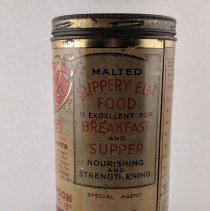 MALTED
SLIPPERY ELM
FOOD
IS EXCELLENT FOR
BREAKFAST
AND
SUPPER
NOURISHING
AND
STRENGTHENING
SPECIAL AGENT: